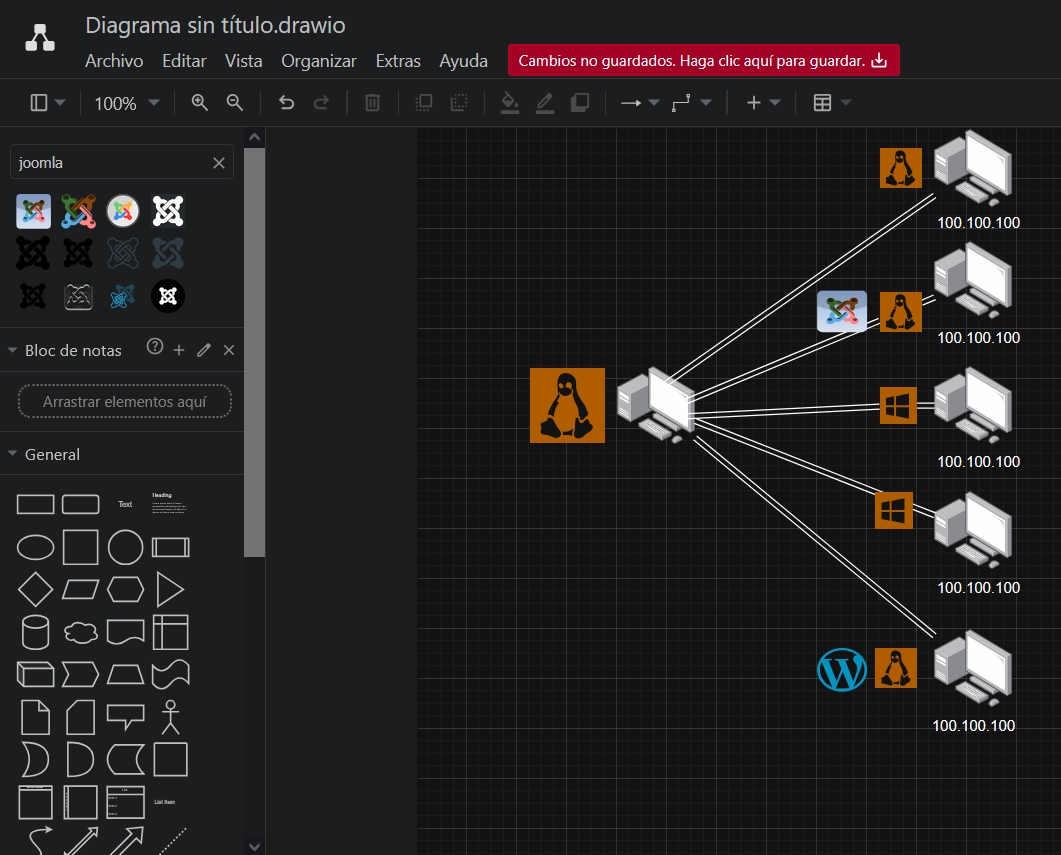 Diagrama sin título.drawio
Archivo Editar Vista Organizar Extras Ayuda
Cambios no guardados. Haga clic aquí para guardar.
100%
joomla
Bloc de notas
Arrastrar elementos aquí
General
Text
Heading
List Item
100.100.100
100.100.100
100.100.100
100.100.100
100.100.100